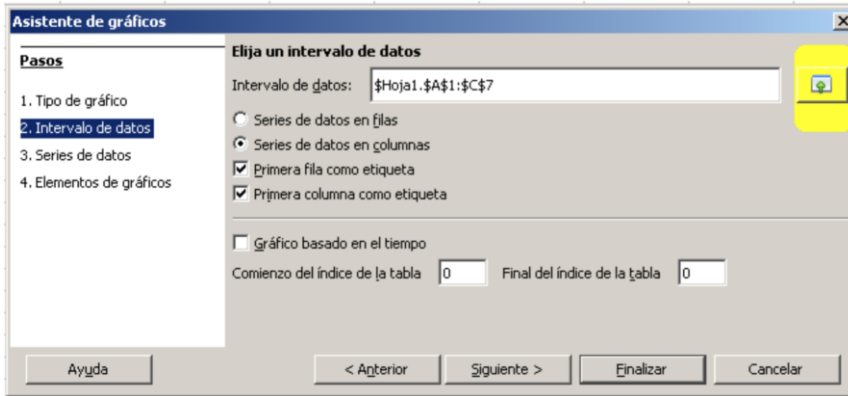 Asistente de gráficos
Pasos
1. Tipo de gráfico
2. Intervalo de datos
3. Series de datos
4. Elementos de gráficos
Elija un intervalo de datos
Intervalo de datos: $Hoja1.$A$1:$C$7
Series de datos en filas
Series de datos en columnas
Primera fila como etiqueta
Primera columna como etiqueta
Gráfico basado en el tiempo
Comienzo del índice de la tabla 0 Final del índice de la tabla 0
Ayuda < Anterior Siguiente > Finalizar Cancelar